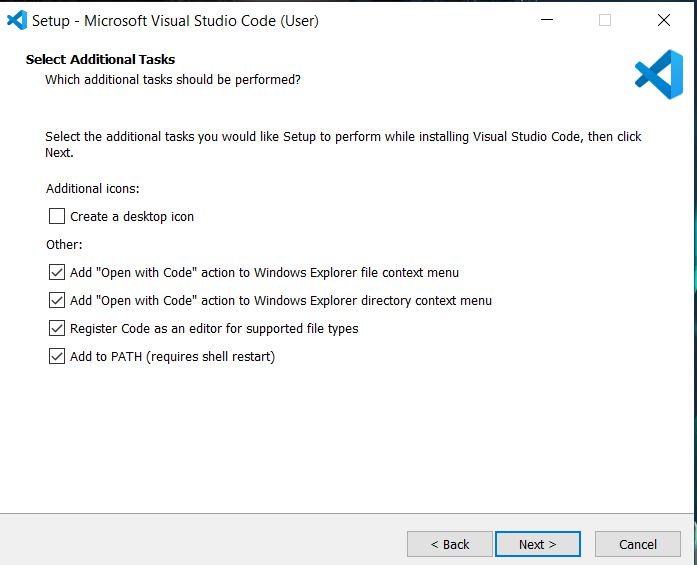 Setup - Microsoft Visual Studio Code (User)
Select Additional Tasks
Which additional tasks should be performed?
Select the additional tasks you would like Setup to perform while installing Visual Studio Code, then click
Next.
Additional icons:
Create a desktop icon
Other:
Add "Open with Code" action to Windows Explorer file context menu
Add "Open with Code" action to Windows Explorer directory context menu
Register Code as an editor for supported file types
Add to PATH (requires shell restart)
< Back Next > Cancel